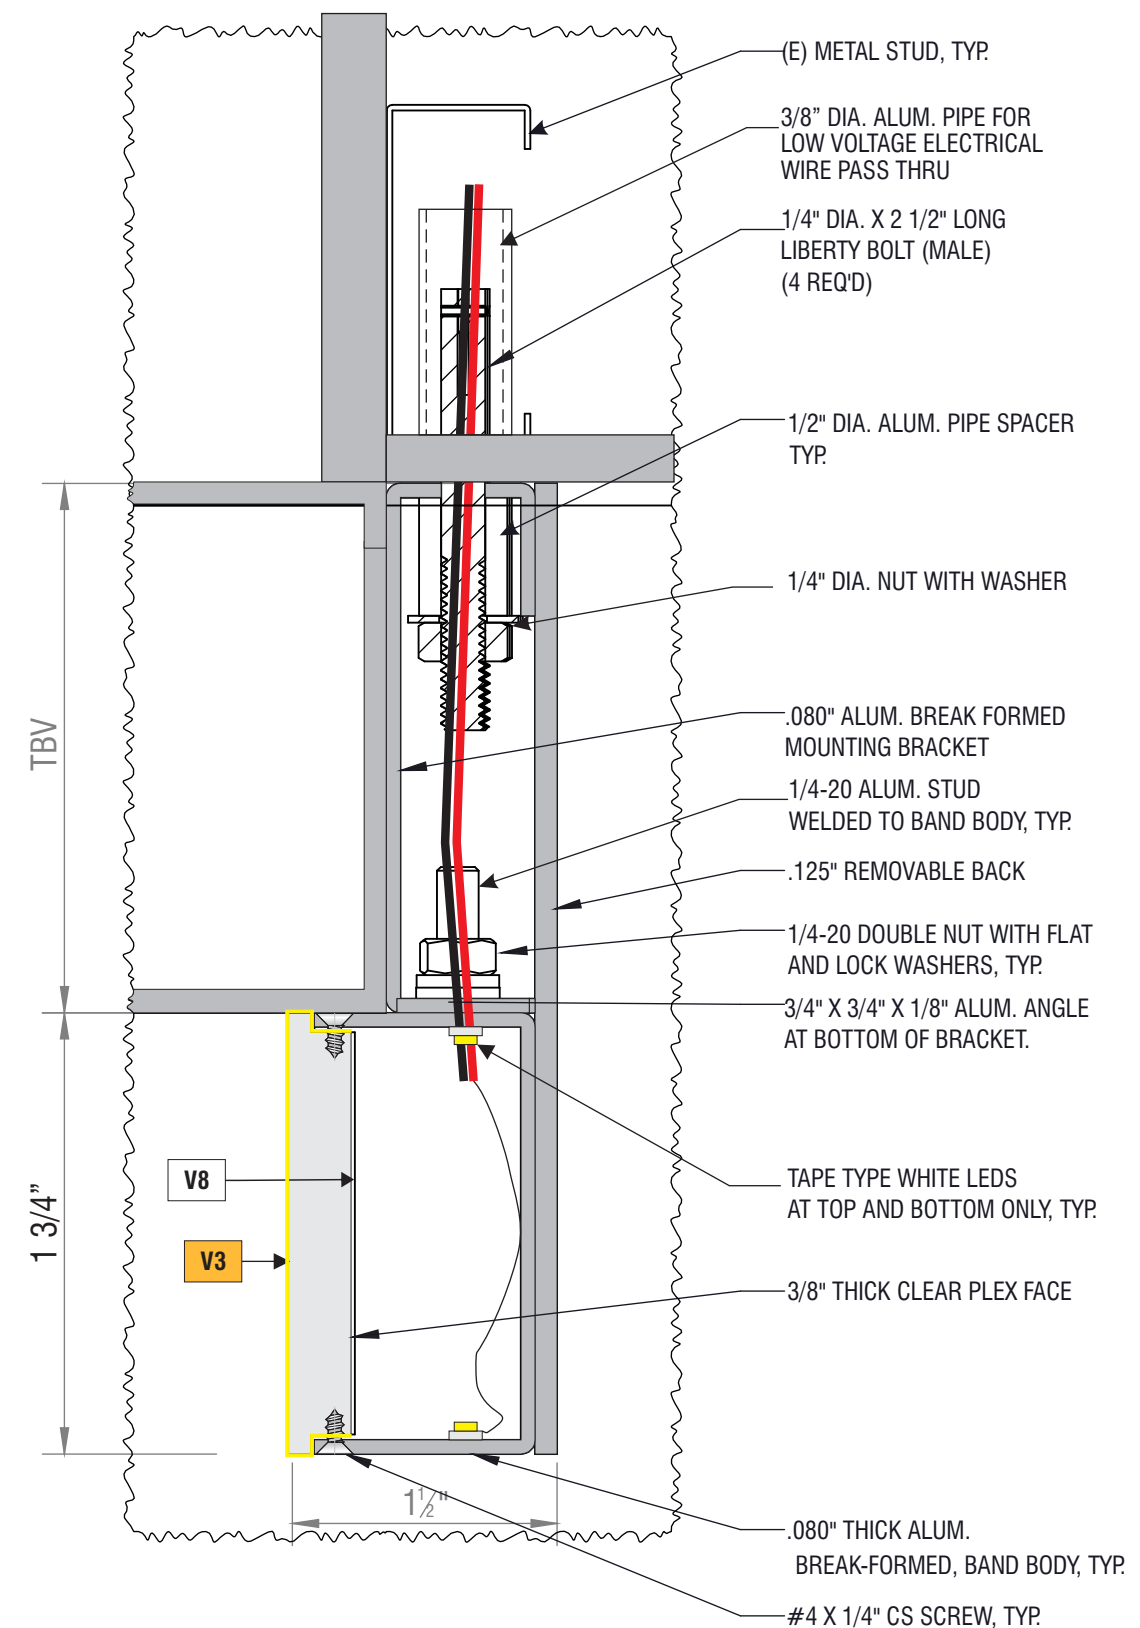 (E) METAL STUD, TYP.
3/8” DIA. ALUM. PIPE FOR
LOW VOLTAGE ELECTRICAL
WIRE PASS THRU
1/4" DIA. X 2 1/2" LONG
LIBERTY BOLT (MALE)
(4 REQ'D)
1/2" DIA. ALUM. PIPE SPACER
TYP.
1/4" DIA. NUT WITH WASHER
.080" ALUM. BREAK FORMED
MOUNTING BRACKET
1/4-20 ALUM. STUD
WELDED TO BAND BODY, TYP.
.125" REMOVABLE BACK
1/4-20 DOUBLE NUT WITH FLAT
AND LOCK WASHERS, TYP.
3/4" X 3/4" X 1/8" ALUM. ANGLE
AT BOTTOM OF BRACKET.
TAPE TYPE WHITE LEDS
AT TOP AND BOTTOM ONLY, TYP.
3/8" THICK CLEAR PLEX FACE
.080" THICK ALUM.
BREAK-FORMED, BAND BODY, TYP.
#4 X 1/4" CS SCREW, TYP.
TBV
1 3/4”
V8
V3
1½"